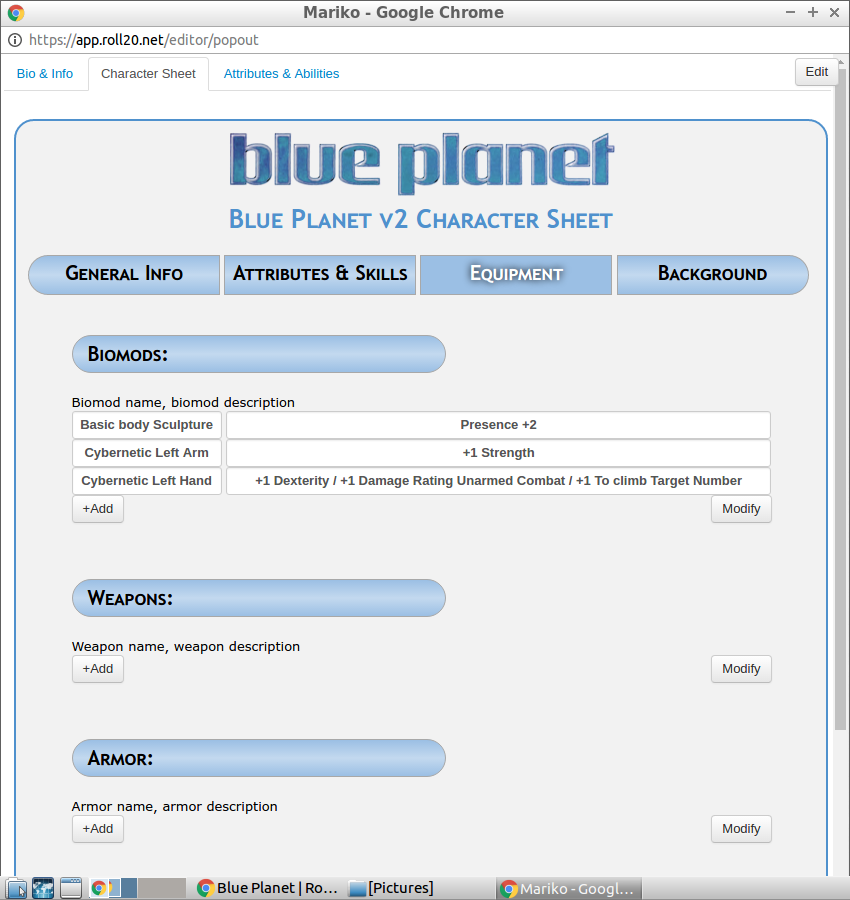 Mariko - Google Chrome
https://app.roll20.net/editor/popout
Bio & Info Character Sheet Attributes & Abilities Edit
blue planet
Blue Planet v2 Character Sheet
General Info Attributes & Skills Equipment Background
Biomods:
Biomod name, biomod description
Basic body Sculpture Presence +2
Cybernetic Left Arm +1 Strength
Cybernetic Left Hand +1 Dexterity / +1 Damage Rating Unarmed Combat / +1 To climb Target Number
+Add Modify
Weapons:
Weapon name, weapon description
+Add Modify
Armor:
Armor name, armor description
+Add Modify
Blue Planet | Ro... [Pictures] Mariko - Googl...